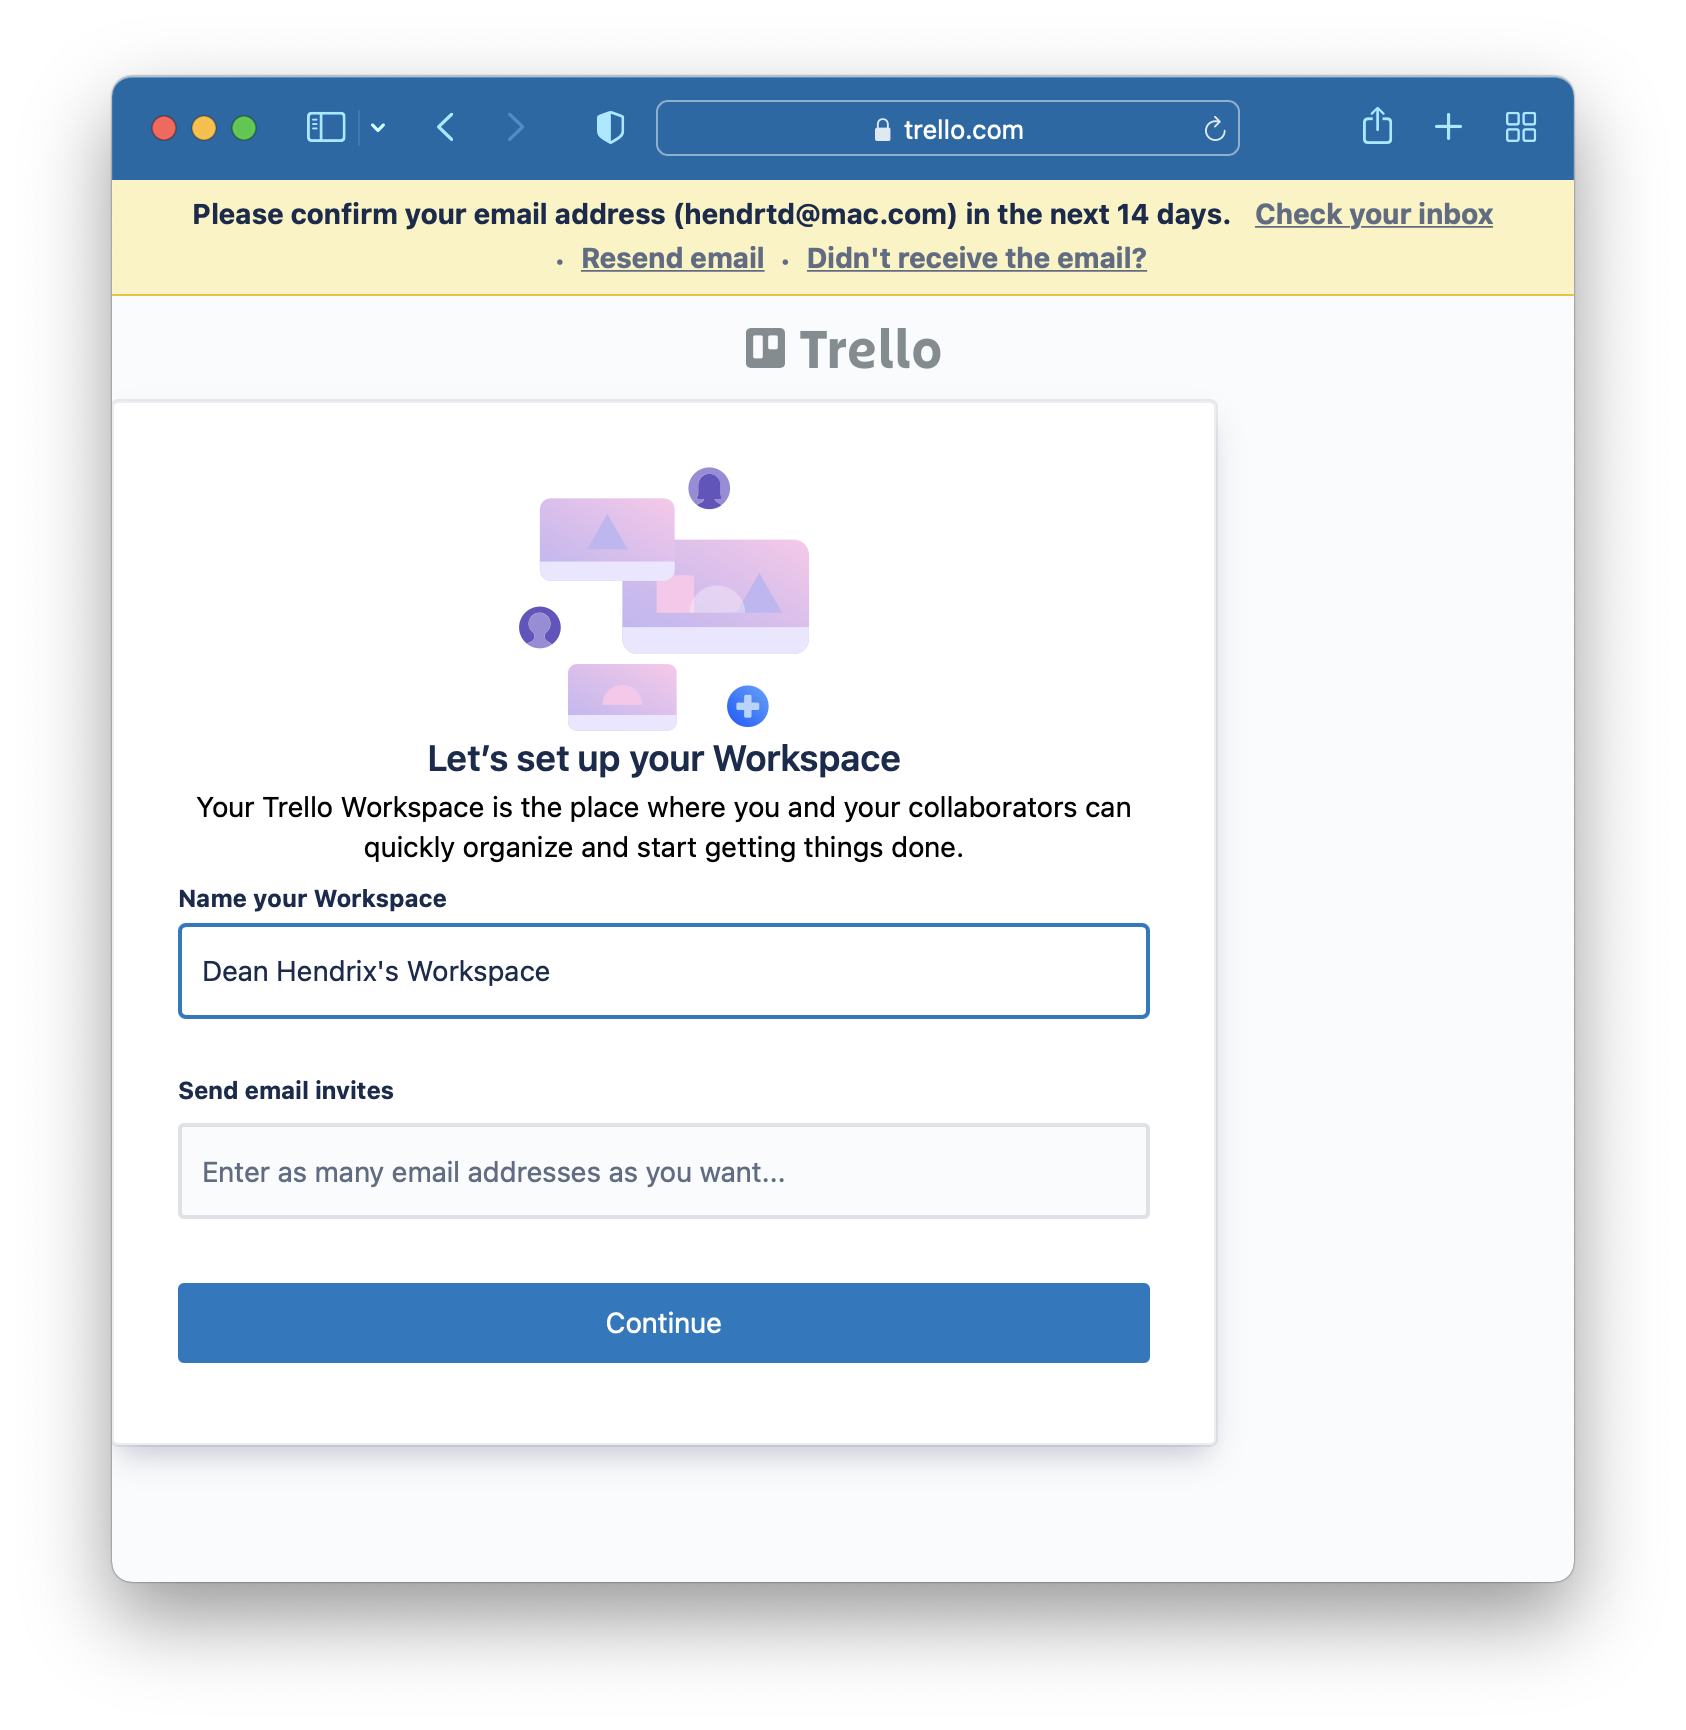 trello.com
Please confirm your email address (hendrtd@mac.com) in the next 14 days. Check your inbox
· Resend email · Didn't receive the email?
Trello
Let’s set up your Workspace
Your Trello Workspace is the place where you and your collaborators can
quickly organize and start getting things done.
Name your Workspace
Dean Hendrix's Workspace
Send email invites
Enter as many email addresses as you want...
Continue